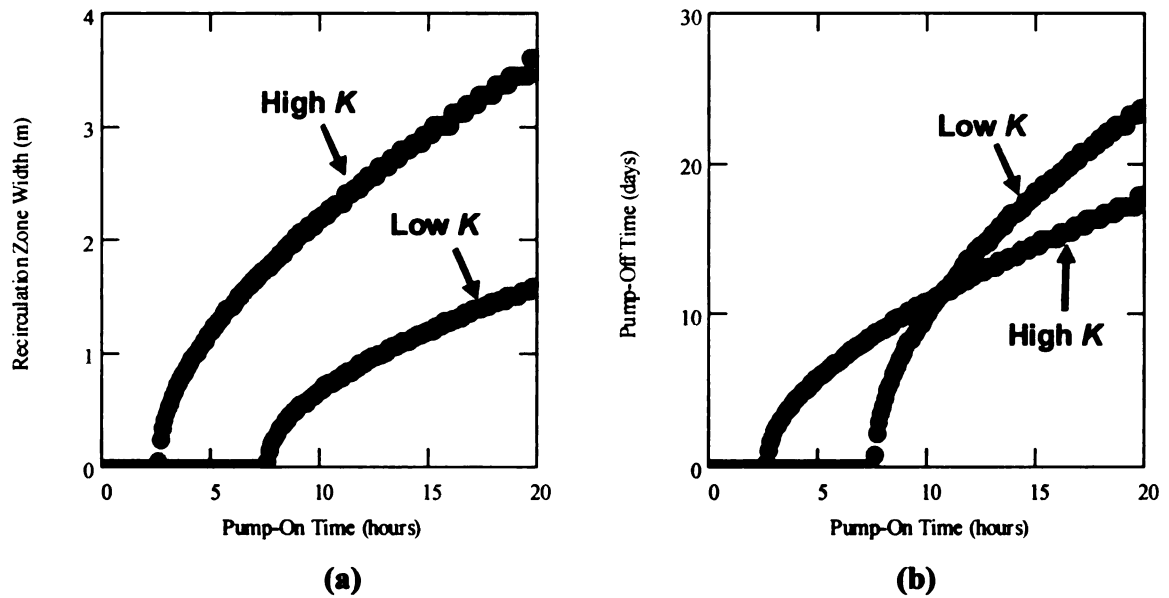 Recirculation Zone Width (m)
4
3
2
1
0
High K
Low K
0 5 10 15 20
Pump-On Time (hours)
(a)
Pump-Off Time (days)
30
20
10
0
Low K
High K
0 5 10 15 20
Pump-On Time (hours)
(b)